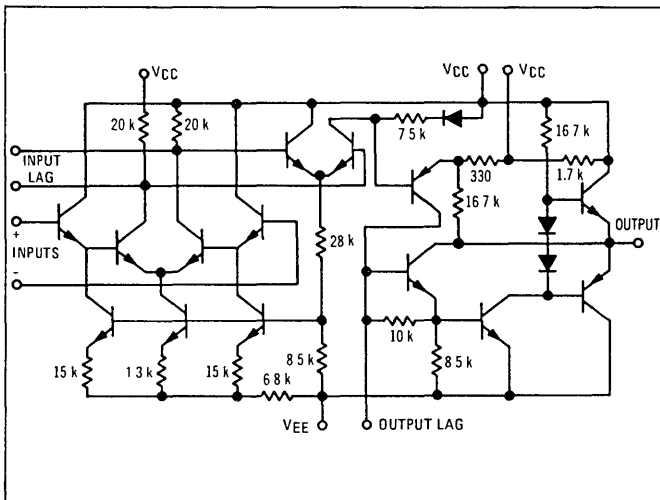 VCC
VCC
VCC
20 k
20 k
7 5 k
16 7 k
INPUT
LAG
330
1.7 k
16 7 k
+
INPUTS
-
OUTPUT
28 k
10 k
15 k
1 3 k
15 k
8 5 k
8 5 k
6 8 k
VEE
OUTPUT LAG